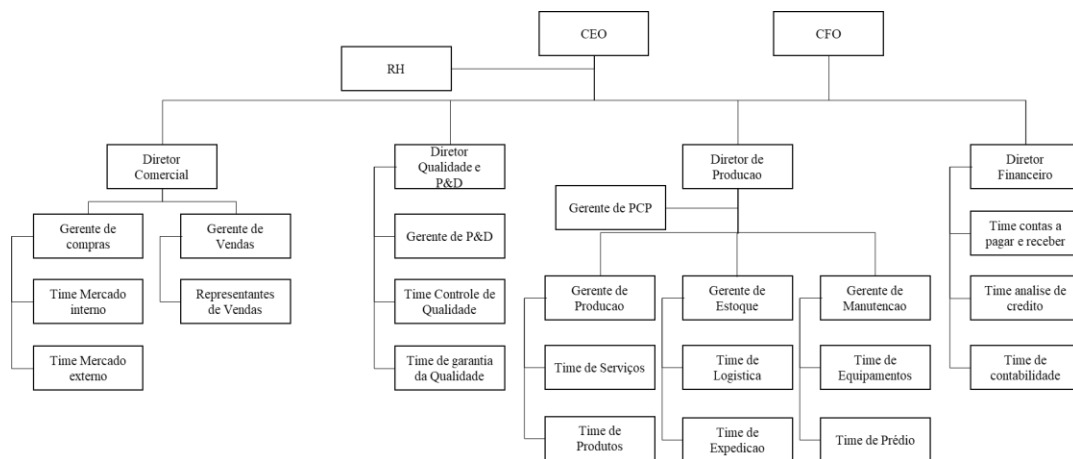 CEO
CFO
RH
Diretor
Comercial
Diretor
Qualidade e
P&D
Diretor de
Producao
Diretor
Financeiro
Gerente de PCP
Gerente de
compras
Gerente de
Vendas
Gerente de P&D
Time contas a
pagar e receber
Time Mercado
interno
Representantes
de Vendas
Time Controle de
Qualidade
Gerente de
Producao
Gerente de
Estoque
Gerente de
Manutencao
Time analise de
credito
Time Mercado
externo
Time de garantia
da Qualidade
Time de Serviços
Time de
Logistica
Time de
Equipamentos
Time de
contabilidade
Time de
Produtos
Time de
Expedicao
Time de Prédio